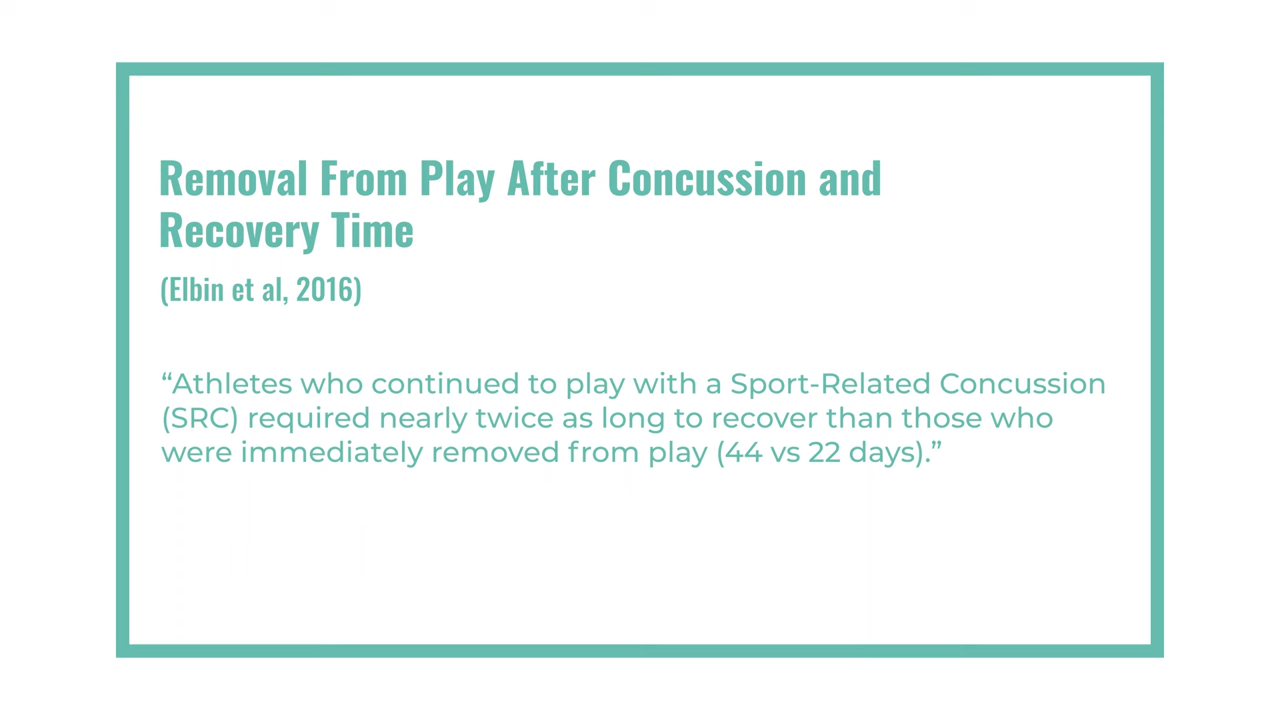 Removal From Play After Concussion and
Recovery Time
(Elbin et al, 2016)
“Athletes who continued to play with a Sport-Related Concussion
(SRC) required nearly twice as long to recover than those who
were immediately removed from play (44 vs 22 days).”